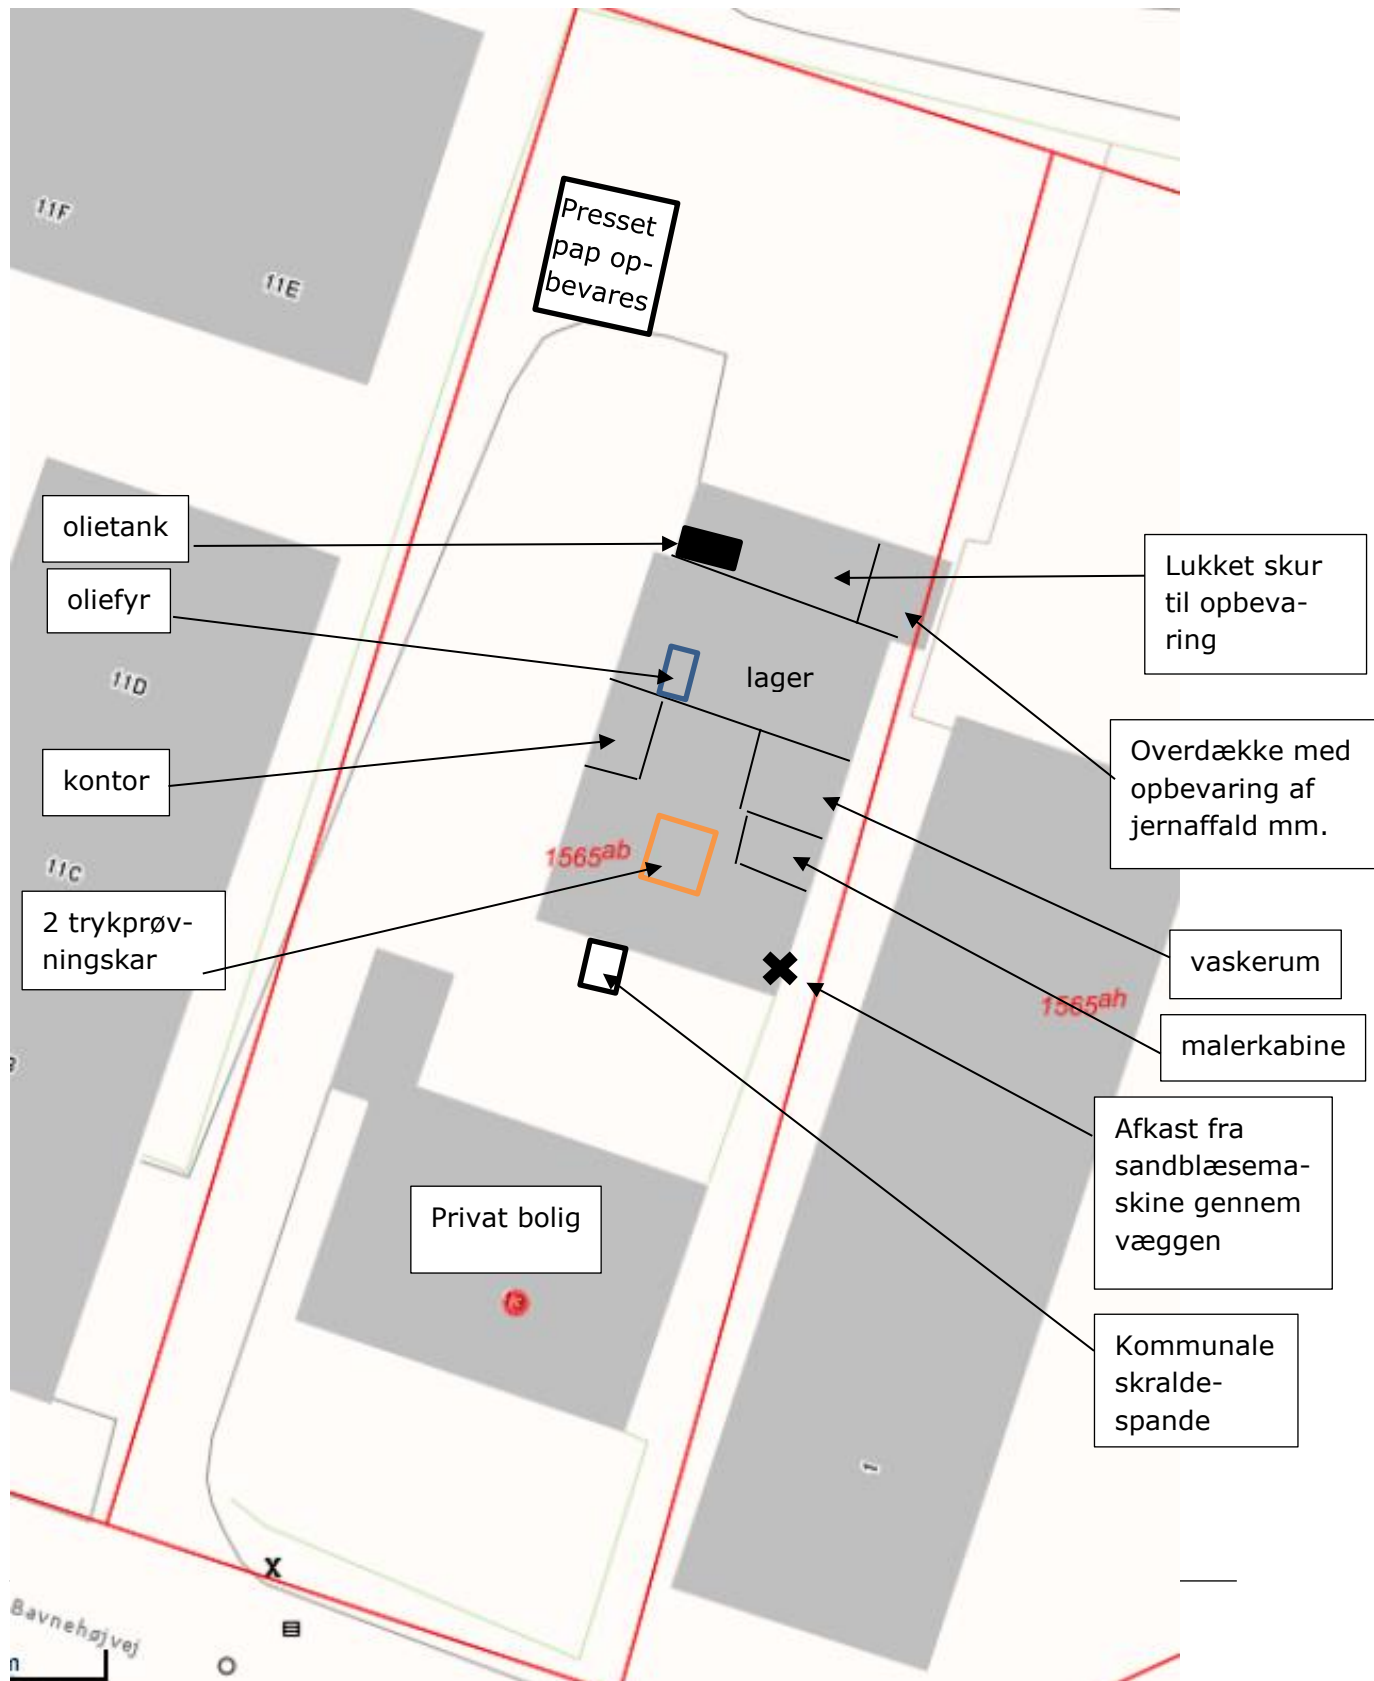 11F
11E
Presset
pap op-
bevares
olietank
oliefyr
Lukket skur
til opbeva-
ring
lager
11D
kontor
Overdække med
opbevaring af
jernaffald mm.
1565ab
11C
2 trykprøv-
ningskar
vaskerum
1565ah
malerkabine
Afkast fra
sandblæsema-
skine gennem
væggen
Privat bolig
13
Kommunale
skralde-
spande
1
X
Bavnehøjvej
m